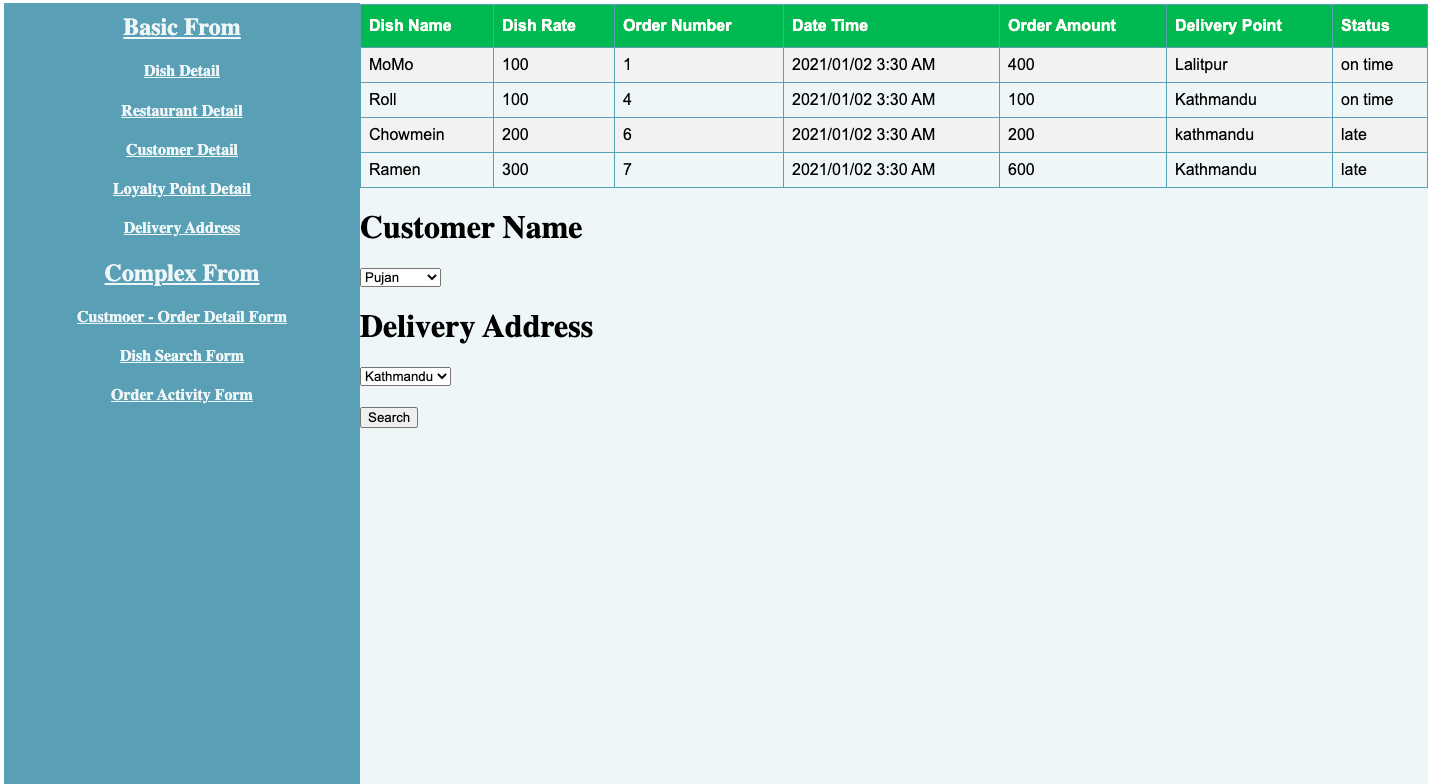 Basic From
Dish Detail
Restaurant Detail
Customer Detail
Loyalty Point Detail
Delivery Address
Complex From
Custmoer - Order Detail Form
Dish Search Form
Order Activity Form
Dish Name Dish Rate Order Number Date Time Order Amount Delivery Point Status
MoMo 100 1 2021/01/02 3:30 AM 400 Lalitpur on time
Roll 100 4 2021/01/02 3:30 AM 100 Kathmandu on time
Chowmein 200 6 2021/01/02 3:30 AM 200 kathmandu late
Ramen 300 7 2021/01/02 3:30 AM 600 Kathmandu late
Customer Name
Pujan
Delivery Address
Kathmandu
Search